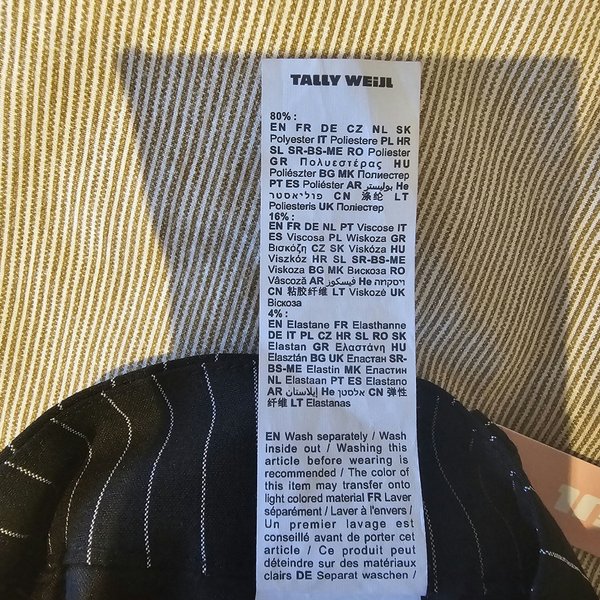 TALLY WEiJL
80% :
EN FR DE CZ NL SK
Polyester IT Poliestere PL HR
SL SR-BS-ME RO Poliester
GR Πολυεστέρας HU
Poliészter BG MK Полиестер
PT ES Poliéster AR بوليستر He
פוליאסטר CN 涤纶 LT
Poliesteris UK Поліестер
16% :
EN FR DE NL PT Viscose IT
ES Viscosa PL Wiskoza GR
Βισκόζη CZ SK Viskóza HU
Viszkóz HR SL SR-BS-ME
Viskoza BG MK Вискоза RO
Vâscoză AR فيسكوز He ויסקוזה
CN 粘胶纤维 LT Viskozė UK
Віскоза
4% :
EN Elastane FR Elasthanne
DE IT PL CZ HR SL RO SK
Elastan GR Ελαστάνη HU
Elasztán BG UK Еластан SR-
BS-ME Elastin MK Еластин
NL Elastaan PT ES Elastano
AR إيلاستان He אלסטן CN 弹性
纤维 LT Elastanas
EN Wash separately / Wash
inside out / Washing this
article before wearing is
recommended / The color of
this item may transfer onto
light colored material FR Laver
séparément / Laver à l'envers /
Un premier lavage est
conseillé avant de porter cet
article / Ce produit peut
déteindre sur des matériaux
clairs DE Separat waschen /